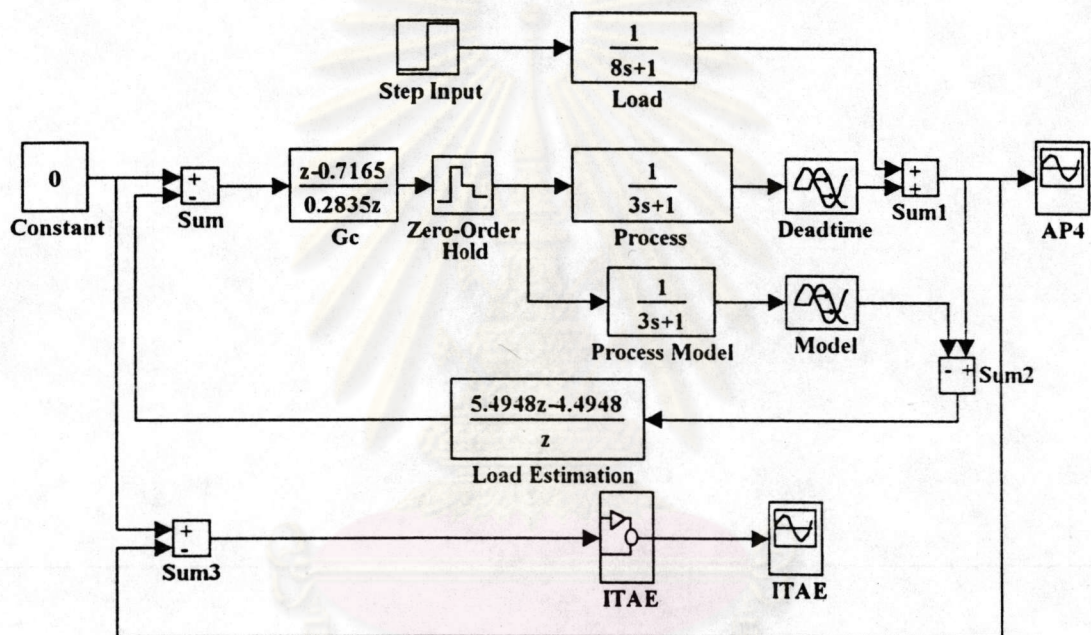 1
8s+1
Step Input
Load
0
Constant
+
-
Sum
z-0.7165
0.2835z
Gc
Zero-Order
Hold
1
3s+1
Process
Deadtime
+
+
Sum1
AP4
1
3s+1
Process Model
Model
- +
Sum2
5.4948z-4.4948
z
Load Estimation
+
-
Sum3
ITAE
ITAE